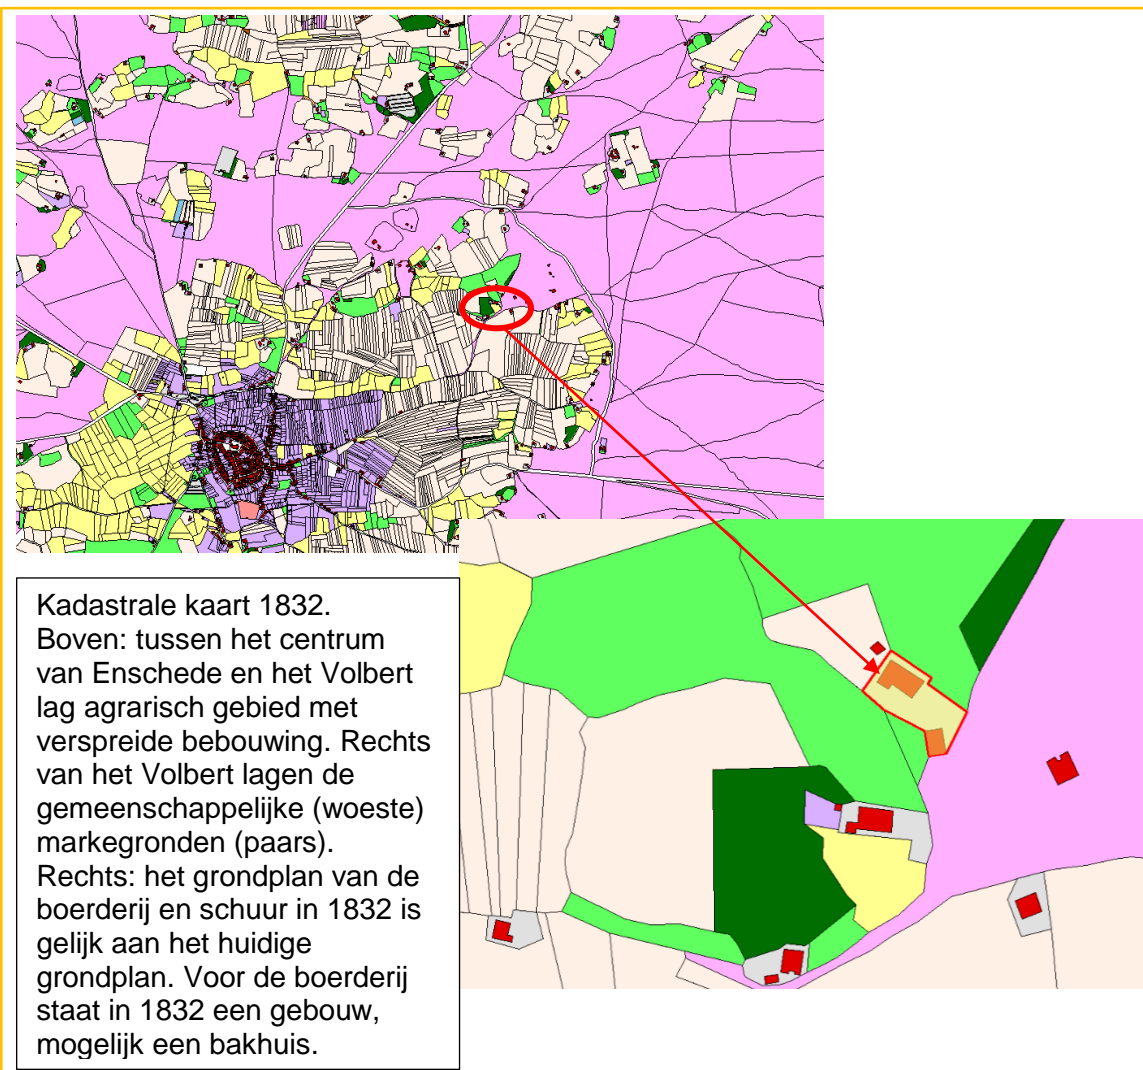 Kadastrale kaart 1832.
Boven: tussen het centrum
van Enschede en het Volbert
lag agrarisch gebied met
verspreide bebouwing. Rechts
van het Volbert lagen de
gemeenschappelijke (woeste)
markegronden (paars).
Rechts: het grondplan van de
boerderij en schuur in 1832 is
gelijk aan het huidige
grondplan. Voor de boerderij
staat in 1832 een gebouw,
mogelijk een bakhuis.